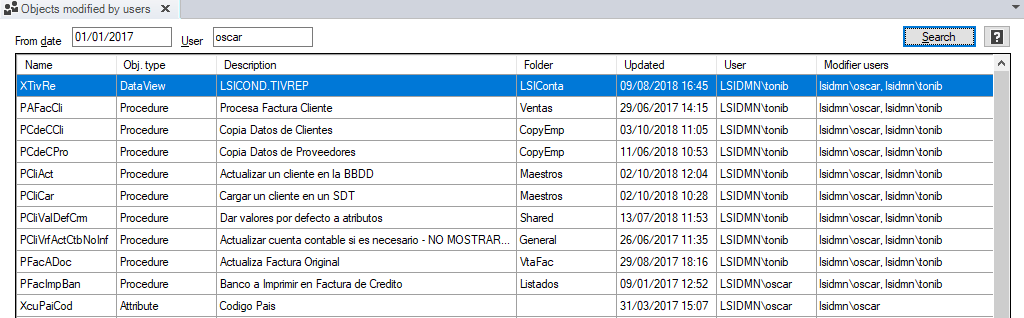 Objects modified by users
From date 01/01/2017 User oscar Search ?
Name Obj. type Description Folder Updated User Modifier users
XTivRe DataView LSICOND.TIVREP LSIConta 09/08/2018 16:45 LSIDMN\tonib lsidmn\oscar, lsidmn\tonib
PAFacCli Procedure Procesa Factura Cliente Ventas 29/06/2017 14:15 LSIDMN\tonib lsidmn\oscar, lsidmn\tonib
PCdeCCli Procedure Copia Datos de Clientes CopyEmp 03/10/2018 11:05 LSIDMN\tonib lsidmn\oscar, lsidmn\tonib
PCdeCPro Procedure Copia Datos de Proveedores CopyEmp 11/06/2018 10:53 LSIDMN\tonib lsidmn\oscar, lsidmn\tonib
PCliAct Procedure Actualizar un cliente en la BBDD Maestros 02/10/2018 12:04 LSIDMN\tonib lsidmn\oscar, lsidmn\tonib
PCliCar Procedure Cargar un cliente en un SDT Maestros 02/10/2018 10:28 LSIDMN\tonib lsidmn\oscar, lsidmn\tonib
PCliValDefCrm Procedure Dar valores por defecto a atributos Shared 13/07/2018 11:53 LSIDMN\tonib lsidmn\oscar, lsidmn\tonib
PCliVrfActCtbNoInf Procedure Actualizar cuenta contable si es necesario - NO MOSTRAR... General 26/06/2017 11:35 LSIDMN\tonib lsidmn\oscar, lsidmn\tonib
PFacADoc Procedure Actualiza Factura Original VtaFac 29/08/2017 18:16 LSIDMN\tonib lsidmn\oscar, lsidmn\tonib
PFacImpBan Procedure Banco a Imprimir en Factura de Credito Listados 09/01/2017 12:52 LSIDMN\oscar lsidmn\oscar, lsidmn\tonib
XcuPaiCod Attribute Codigo Pais 31/03/2017 15:07 LSIDMN\oscar lsidmn\oscar